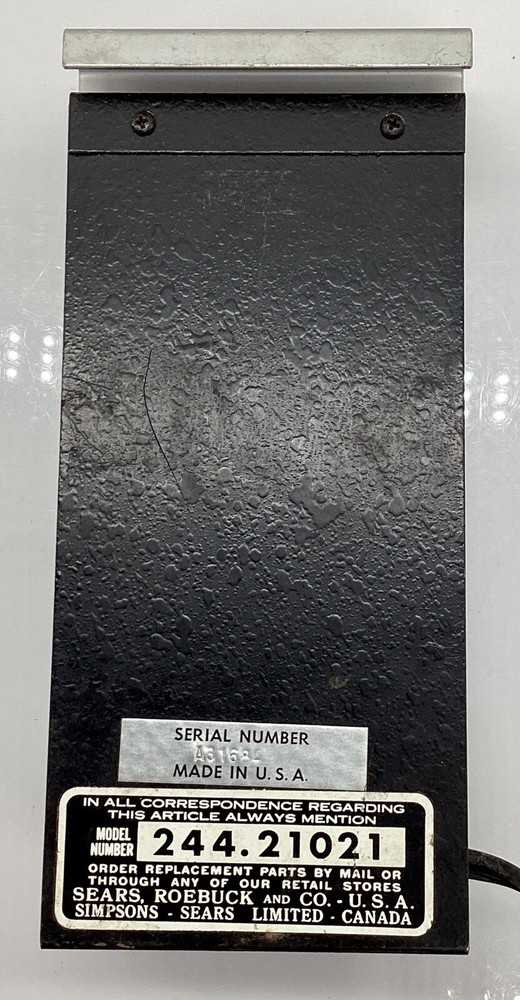 SERIAL NUMBER
MADE IN U.S.A.
IN ALL CORRESPONDENCE REGARDING
THIS ARTICLE ALWAYS MENTION
MODEL
NUMBER 244.21021
ORDER REPLACEMENT PARTS BY MAIL OR
THROUGH ANY OF OUR RETAIL STORES
SEARS, ROEBUCK AND CO. - U.S.A.
SIMPSONS - SEARS LIMITED - CANADA